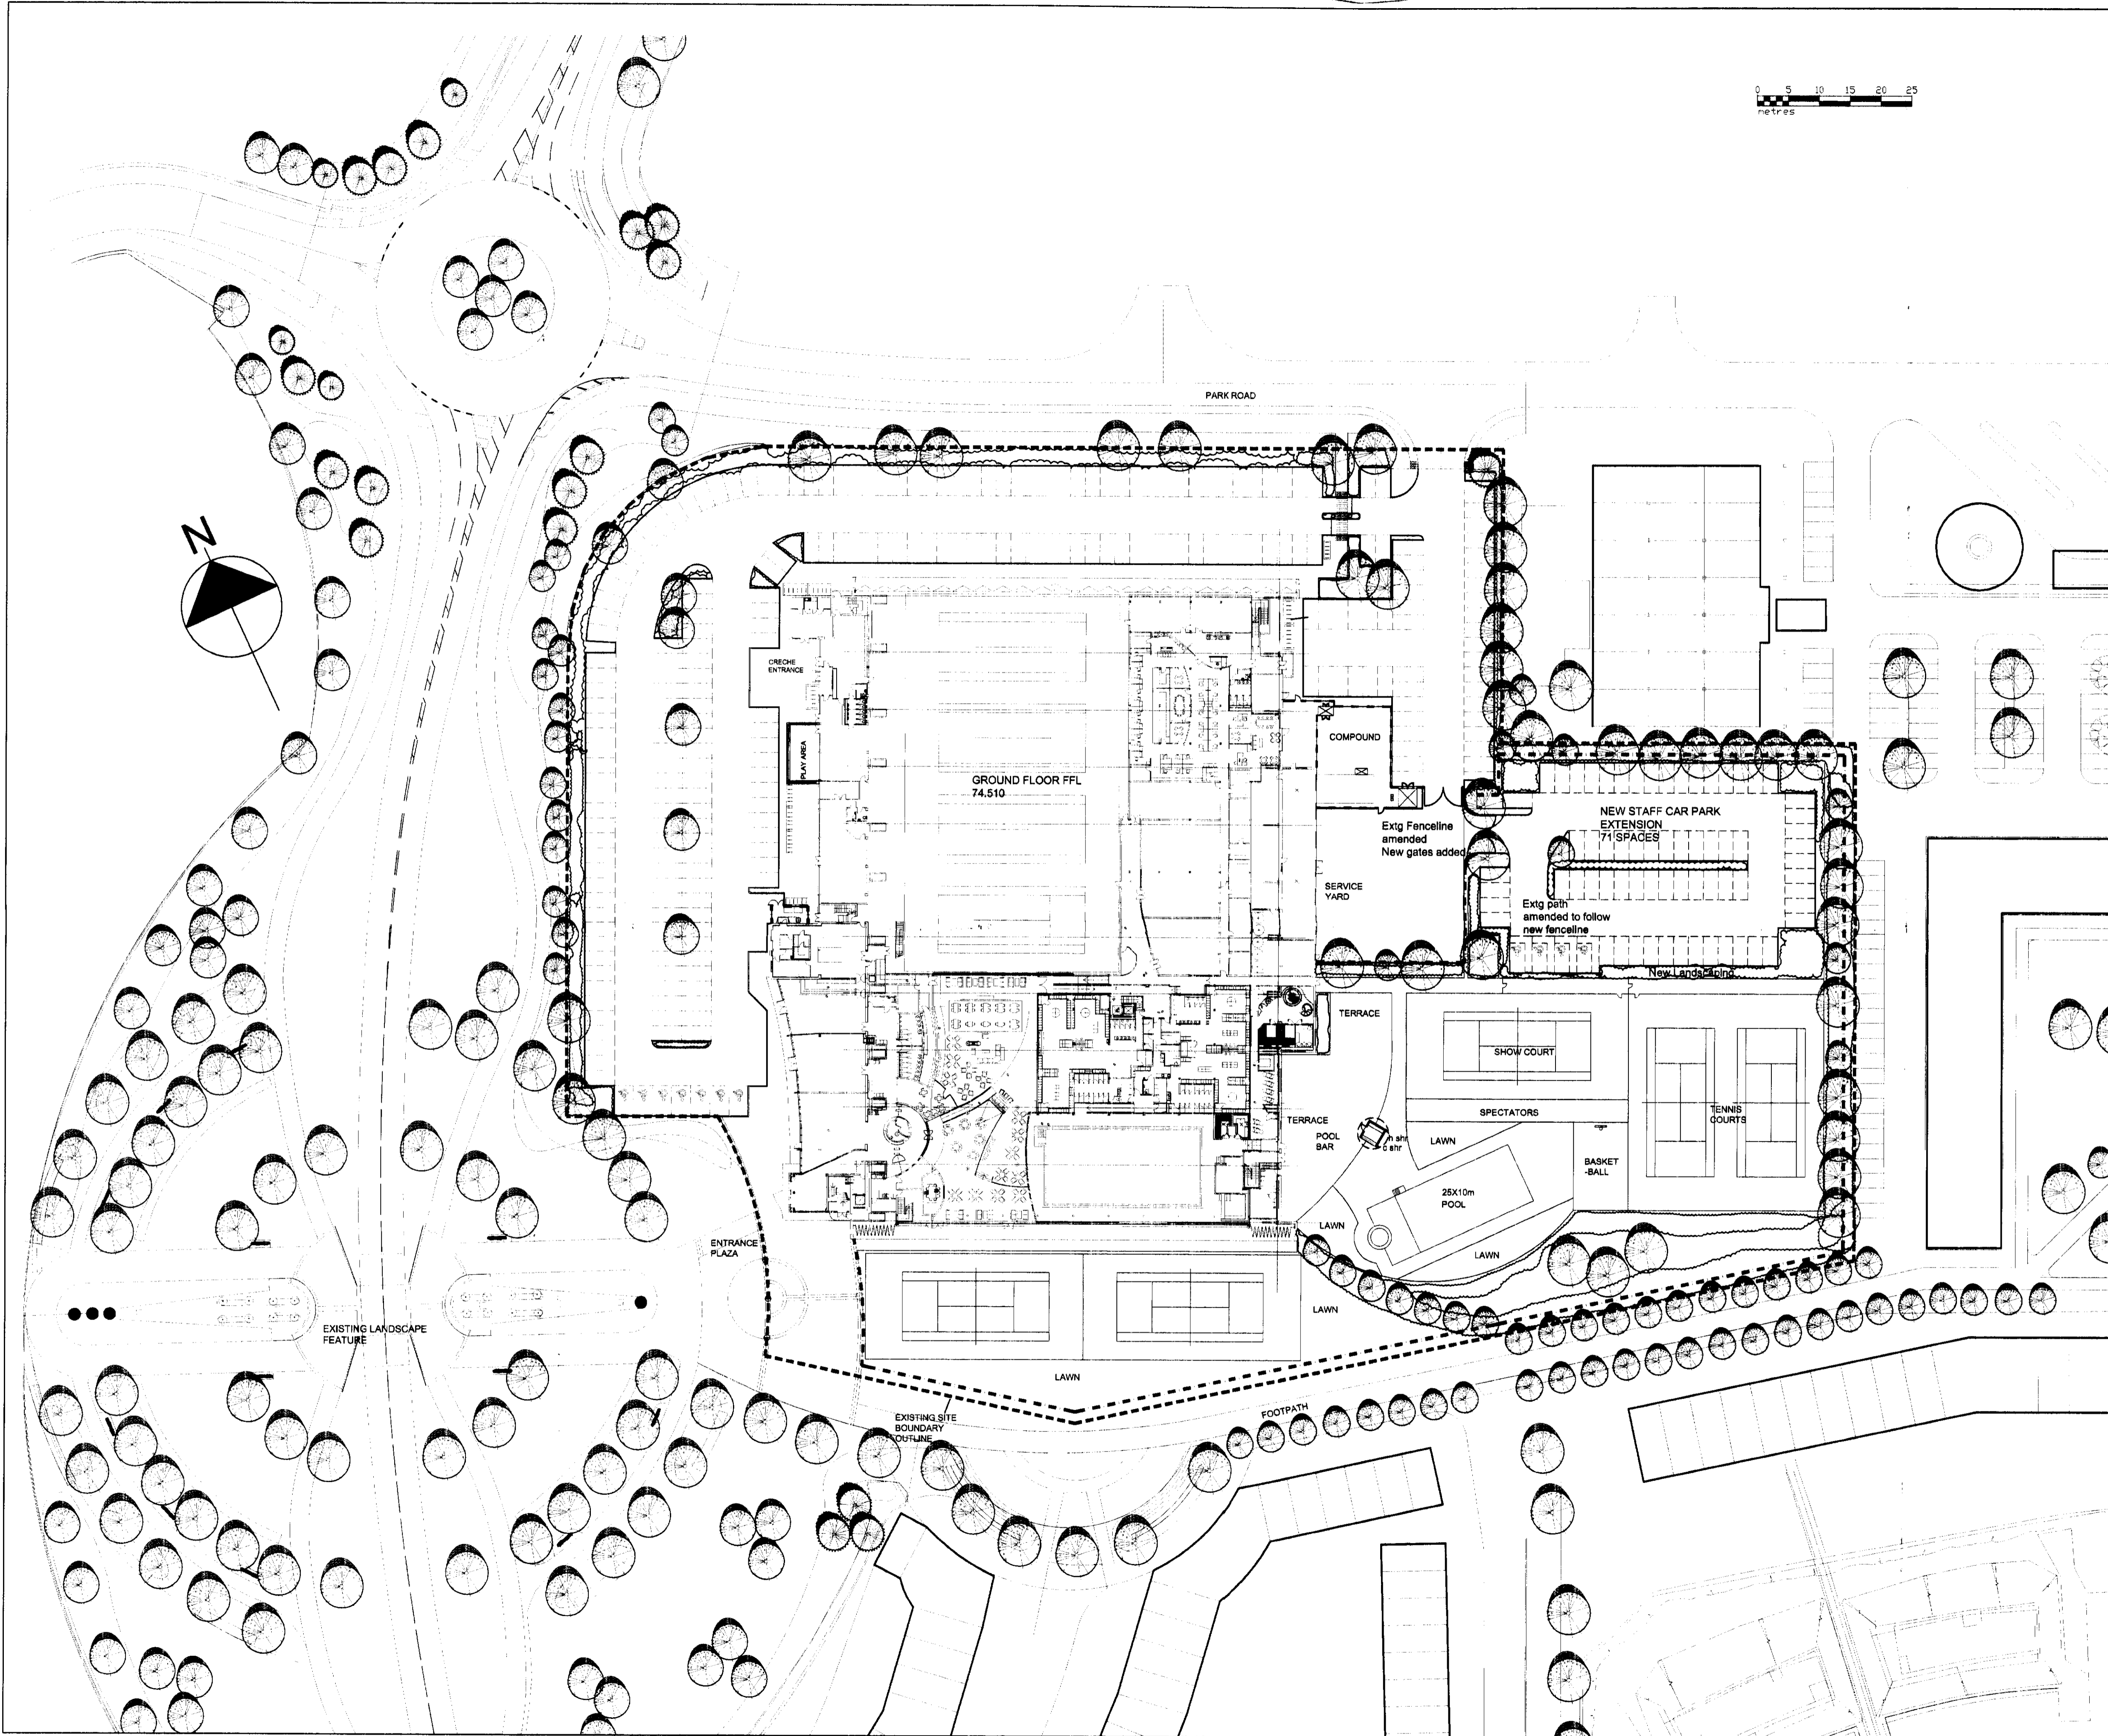 0 5 10 15 20 25
metres
PARK ROAD
N
CRECHE
ENTRANCE
PLAY AREA
COMPOUND
GROUND FLOOR FFL
74.510
NEW STAFF CAR PARK
EXTENSION
71 SPACES
Extg Fenceline
amended
New gates added
SERVICE
YARD
Extg path
amended to follow
new fenceline
New Landscaping
TERRACE
SHOW COURT
SPECTATORS
TENNIS
COURTS
TERRACE
POOL
BAR
LAWN
BASKET
-BALL
25X10m
POOL
LAWN
LAWN
ENTRANCE
PLAZA
LAWN
EXISTING LANDSCAPE
FEATURE
LAWN
EXISTING SITE
BOUNDARY
OUTLINE
FOOTPATH